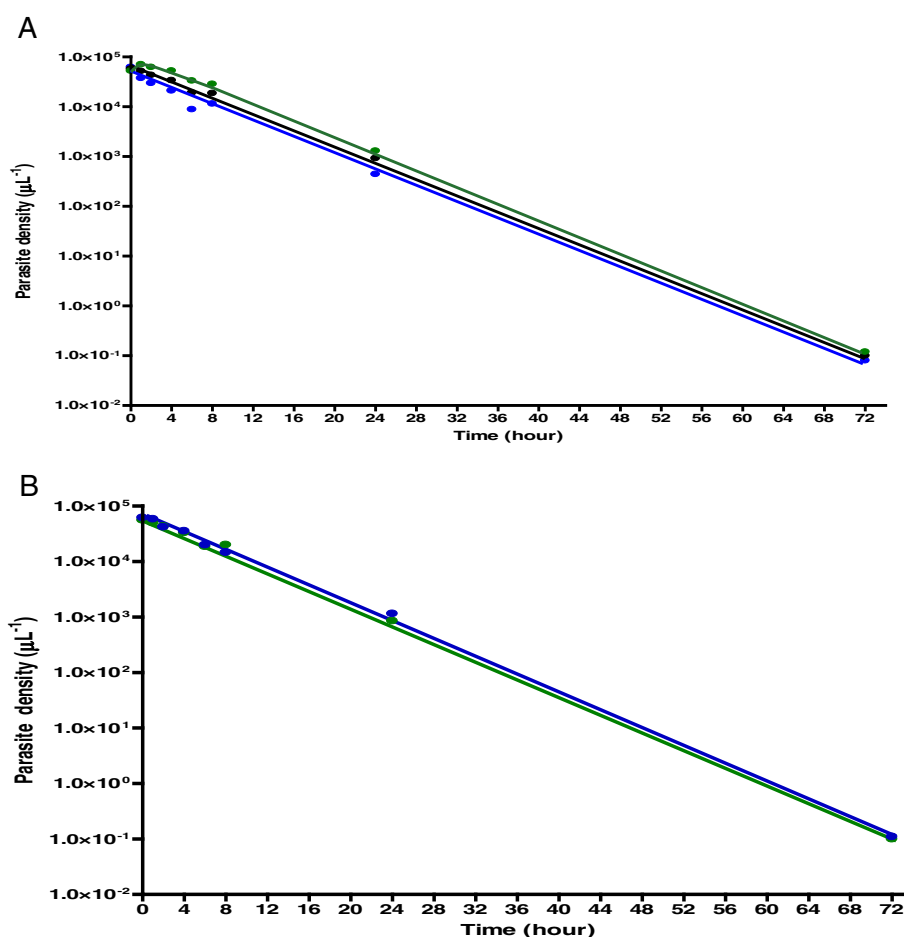 A
1.0×10⁵
1.0×10⁴
1.0×10³
1.0×10²
1.0×10¹
1.0×10⁰
1.0×10⁻¹
1.0×10⁻²
Parasite density (µL⁻¹)
0 4 8 12 16 20 24 28 32 36 40 44 48 52 56 60 64 68 72
Time (hour)
B
1.0×10⁵
1.0×10⁴
1.0×10³
1.0×10²
1.0×10¹
1.0×10⁰
1.0×10⁻¹
1.0×10⁻²
Parasite density (µL⁻¹)
0 4 8 12 16 20 24 28 32 36 40 44 48 52 56 60 64 68 72
Time (hour)